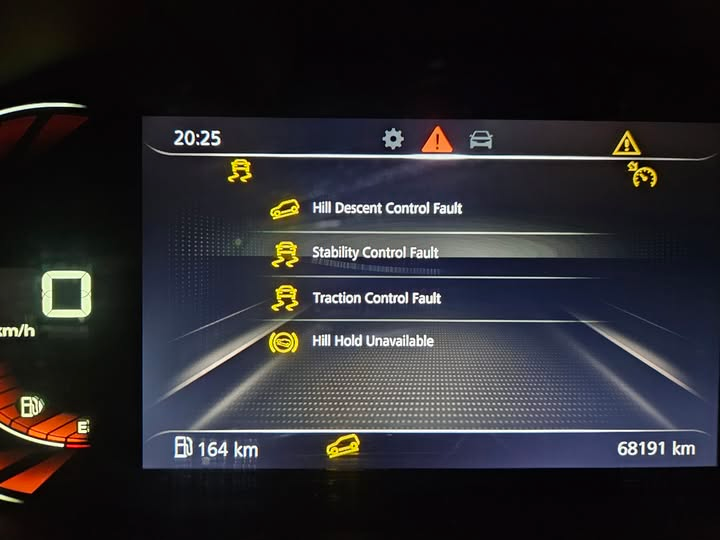 20:25
Hill Descent Control Fault
Stability Control Fault
Traction Control Fault
Hill Hold Unavailable
0
km/h
E
164 km
68191 km